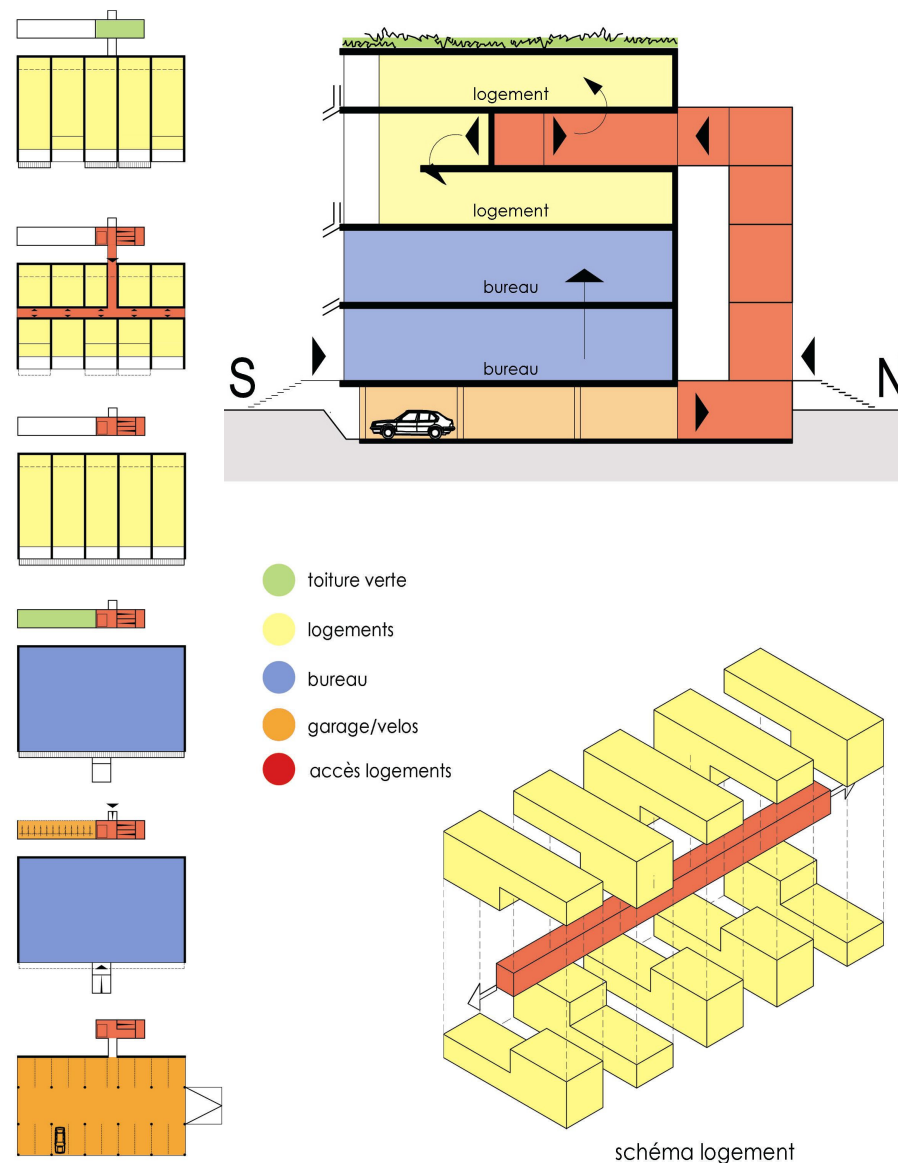 logement
logement
bureau
bureau
S
N
toiture verte
logements
bureau
garage/velos
accès logements
schéma logement